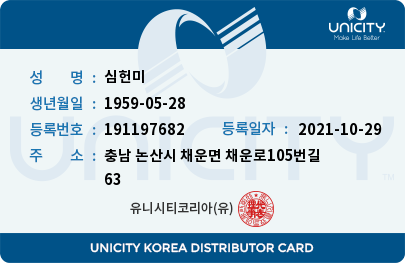 UNICITY
Make Life Better
성 명 : 심헌미
생년월일 : 1959-05-28
등록번호 : 191197682 등록일자 : 2021-10-29
주 소 : 충남 논산시 채운면 채운로105번길
63
UNICITY
TM
유니시티코리아(유)
UNICITY KOREA DISTRIBUTOR CARD